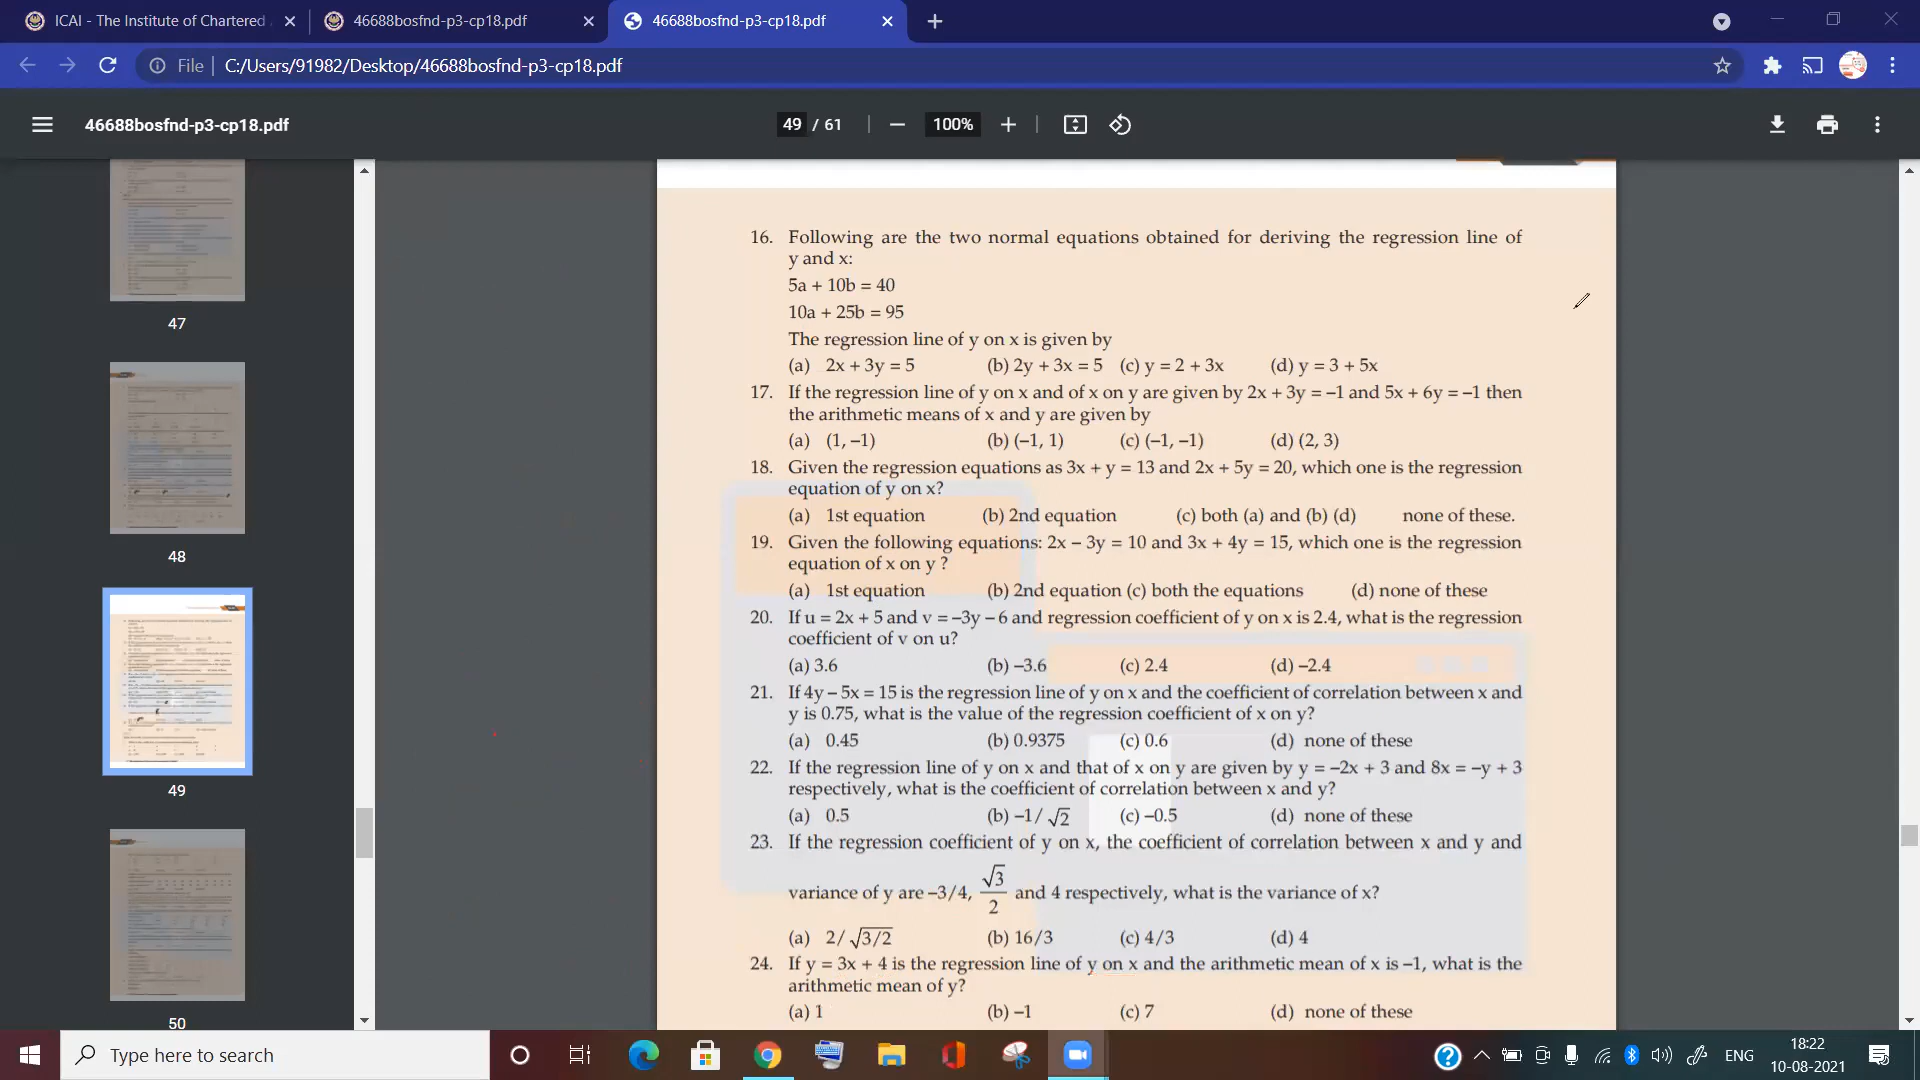 ICAI - The Institute of Chartered
46688bosfnd-p3-cp18.pdf
46688bosfnd-p3-cp18.pdf
File
C:/Users/91982/Desktop/46688bosfnd-p3-cp18.pdf
46688bosfnd-p3-cp18.pdf
49 / 61
100%
47
48
49
50
16. Following are the two normal equations obtained for deriving the regression line of
y and x:
5a + 10b = 40
10a + 25b = 95
The regression line of y on x is given by
(a) 2x + 3y = 5 (b) 2y + 3x = 5 (c) y = 2 + 3x (d) y = 3 + 5x
17. If the regression line of y on x and of x on y are given by 2x + 3y = –1 and 5x + 6y = –1 then
the arithmetic means of x and y are given by
(a) (1, –1) (b) (–1, 1) (c) (–1, –1) (d) (2, 3)
18. Given the regression equations as 3x + y = 13 and 2x + 5y = 20, which one is the regression
equation of y on x?
(a) 1st equation (b) 2nd equation (c) both (a) and (b) (d) none of these.
19. Given the following equations: 2x – 3y = 10 and 3x + 4y = 15, which one is the regression
equation of x on y ?
(a) 1st equation (b) 2nd equation (c) both the equations (d) none of these
20. If u = 2x + 5 and v = –3y – 6 and regression coefficient of y on x is 2.4, what is the regression
coefficient of v on u?
(a) 3.6 (b) –3.6 (c) 2.4 (d) –2.4
21. If 4y – 5x = 15 is the regression line of y on x and the coefficient of correlation between x and
y is 0.75, what is the value of the regression coefficient of x on y?
(a) 0.45 (b) 0.9375 (c) 0.6 (d) none of these
22. If the regression line of y on x and that of x on y are given by y = –2x + 3 and 8x = –y + 3
respectively, what is the coefficient of correlation between x and y?
(a) 0.5 (b) –1/ √2 (c) –0.5 (d) none of these
23. If the regression coefficient of y on x, the coefficient of correlation between x and y and
variance of y are –3/4, √3/2 and 4 respectively, what is the variance of x?
(a) 2/ √3/2 (b) 16/3 (c) 4/3 (d) 4
24. If y = 3x + 4 is the regression line of y on x and the arithmetic mean of x is –1, what is the
arithmetic mean of y?
(a) 1 (b) –1 (c) 7 (d) none of these
Type here to search
ENG
18:22
10-08-2021